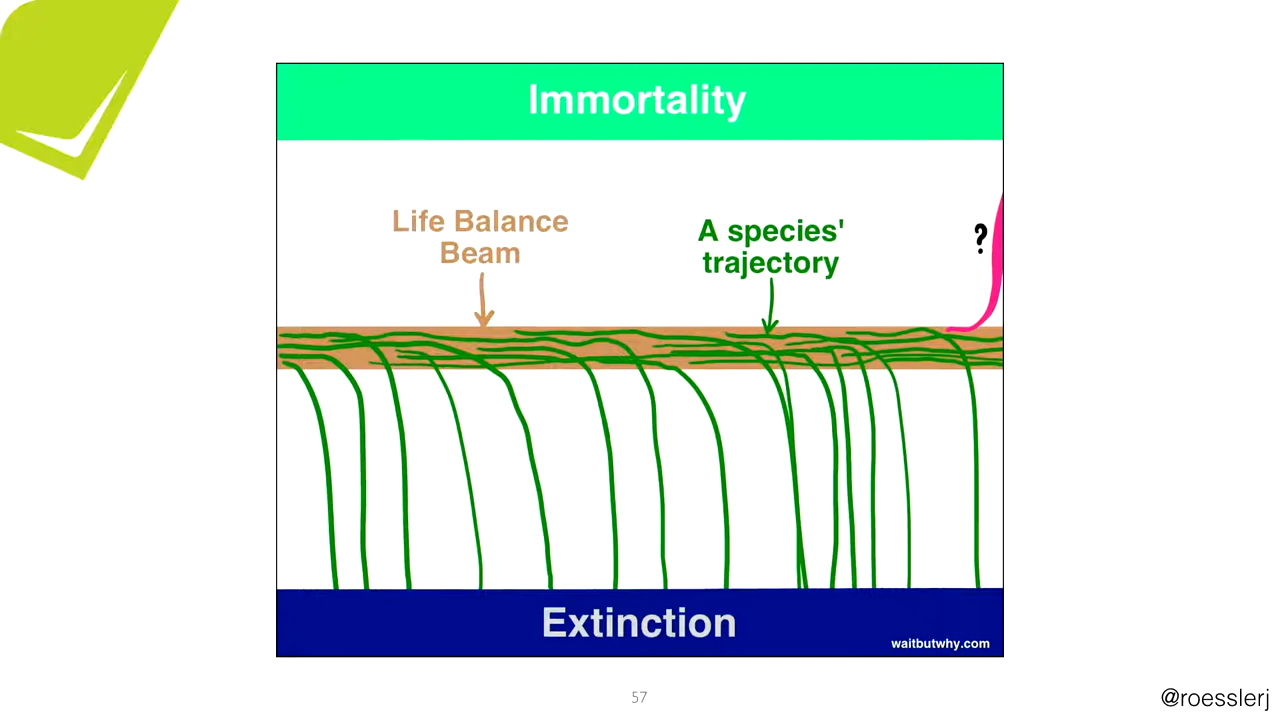 Immortality
Life Balance
Beam
A species'
trajectory
?
Extinction
waitbutwhy.com
57
@roesslerj